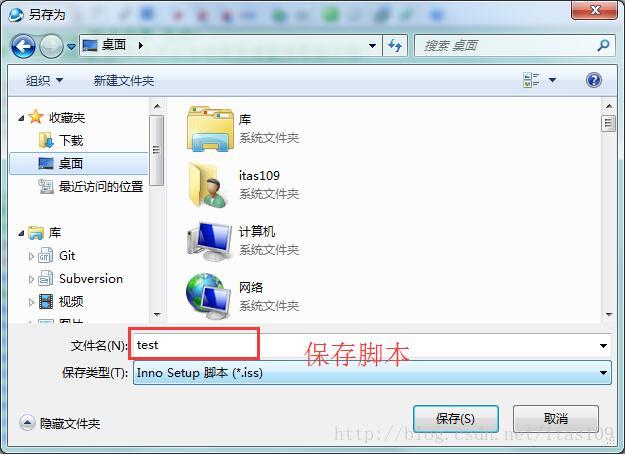 另存为
桌面
搜索 桌面
组织
新建文件夹
收藏夹
下载
桌面
最近访问的位置
库
Git
Subversion
视频
图片
库
系统文件夹
itas109
系统文件夹
计算机
系统文件夹
网络
系统文件夹
文件名(N):
test
保存脚本
保存类型(T):
Inno Setup 脚本 (*.iss)
隐藏文件夹
保存(S)
取消
http://blog.csdn.net/itas109